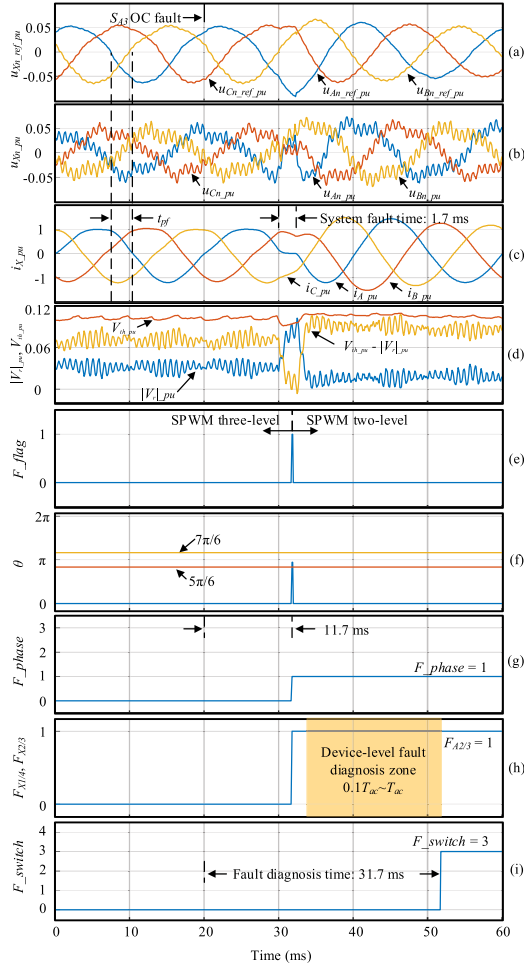 S_A3 OC fault
u_Xn_ref_pu
0.05
0
-0.05
u_Cn_ref_pu
u_An_ref_pu
u_Bn_ref_pu
(a)
u_Xn_pu
0.05
0
-0.05
u_Cn_pu
u_An_pu
u_Bn_pu
(b)
t_pf
System fault time: 1.7 ms
i_X_pu
1
0
-1
i_C_pu
i_A_pu
i_B_pu
(c)
|V_r|_pu, V_th_pu
0.12
0.06
0
V_th_pu
|V_r|_pu
V_th_pu - |V_r|_pu
(d)
SPWM three-level
SPWM two-level
F_flag
1
0
(e)
θ
2π
π
0
7π/6
5π/6
(f)
11.7 ms
F_phase
3
2
1
0
F_phase = 1
(g)
F_X1/4, F_X2/3
1
0
F_A2/3 = 1
Device-level fault
diagnosis zone
0.1T_ac~T_ac
(h)
F_switch
4
3
2
1
0
F_switch = 3
Fault diagnosis time: 31.7 ms
(i)
0 10 20 30 40 50 60
Time (ms)